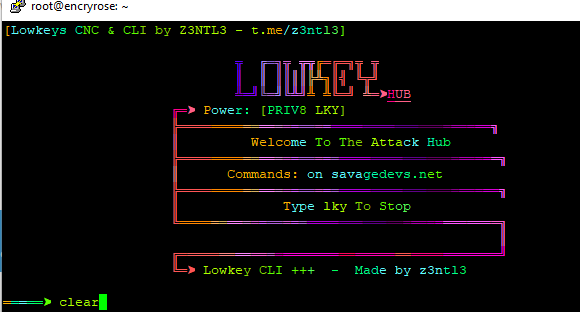 root@encryrose: ~
[Lowkeys CNC & CLI by Z3NTL3 - t.me/z3ntl3]
LOWKEY
HUB
Power: [PRIV8 LKY]
Welcome To The Attack Hub
Commands: on savagedevs.net
Type lky To Stop
Lowkey CLI +++ - Made by z3ntl3
clear